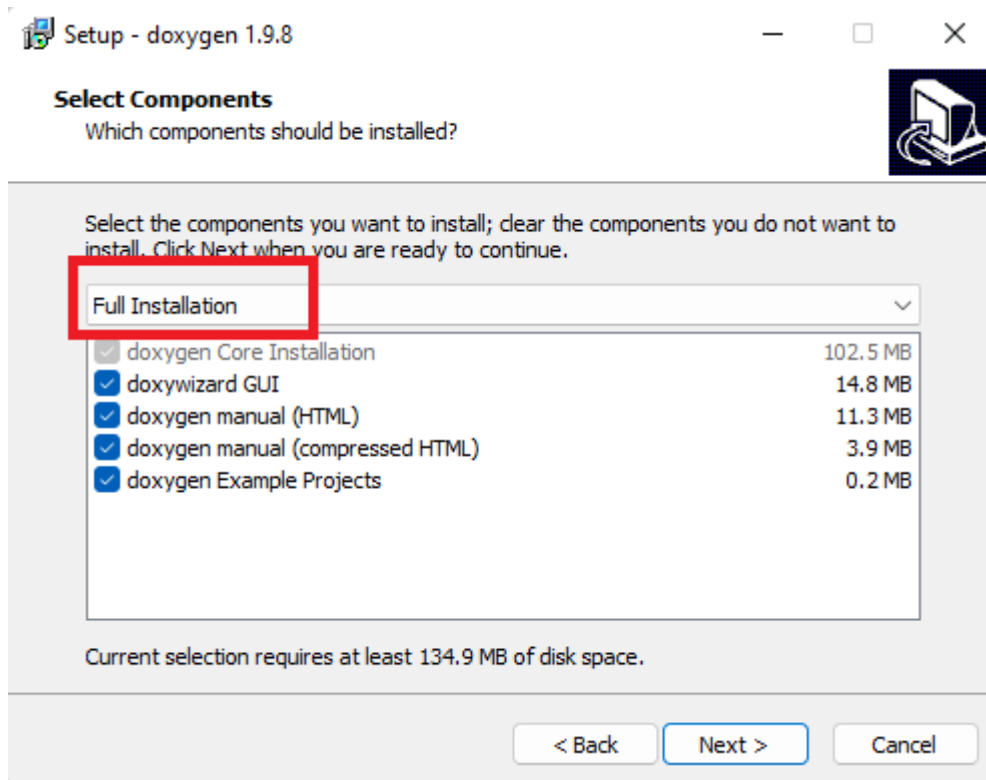 Setup - doxygen 1.9.8
Select Components
Which components should be installed?
Select the components you want to install; clear the components you do not want to
install. Click Next when you are ready to continue.
Full Installation
doxygen Core Installation 102.5 MB
doxywizard GUI 14.8 MB
doxygen manual (HTML) 11.3 MB
doxygen manual (compressed HTML) 3.9 MB
doxygen Example Projects 0.2 MB
Current selection requires at least 134.9 MB of disk space.
< Back Next > Cancel